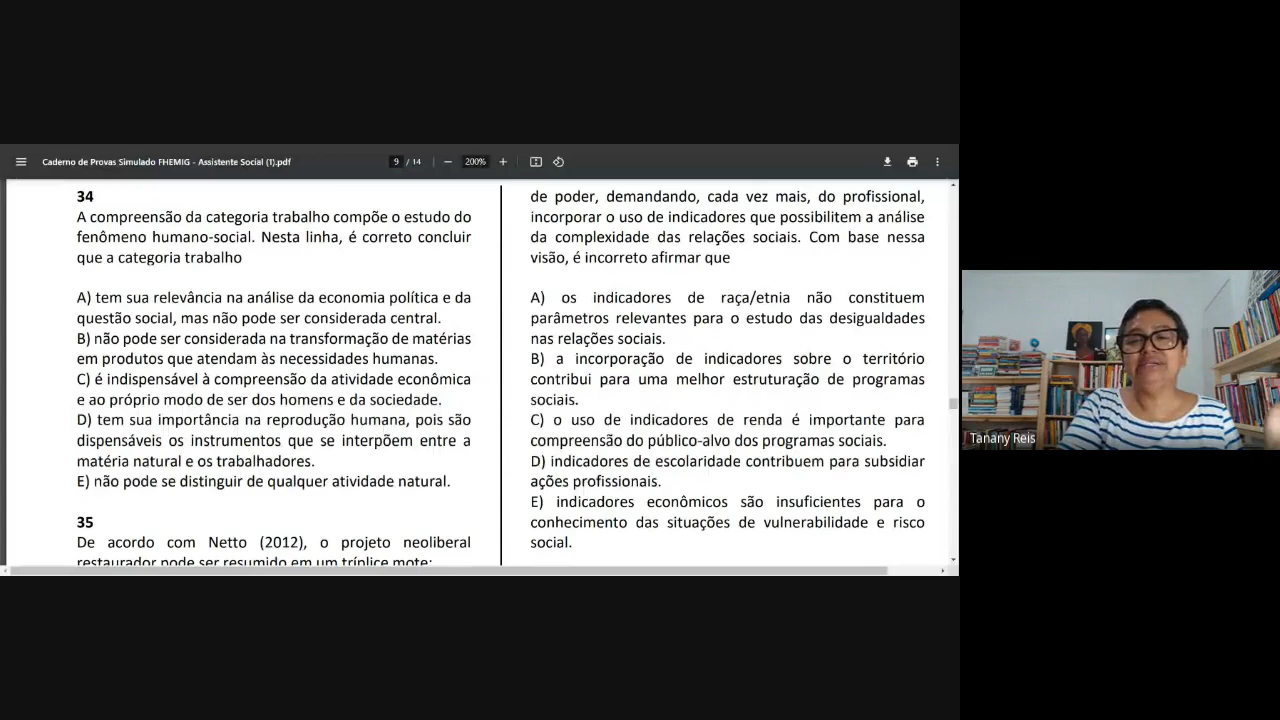 Caderno de Provas Simulado FHEMIG - Assistente Social (1).pdf
9 / 14
200%
34
A compreensão da categoria trabalho compõe o estudo do
fenômeno humano-social. Nesta linha, é correto concluir
que a categoria trabalho
A) tem sua relevância na análise da economia política e da
questão social, mas não pode ser considerada central.
B) não pode ser considerada na transformação de matérias
em produtos que atendam às necessidades humanas.
C) é indispensável à compreensão da atividade econômica
e ao próprio modo de ser dos homens e da sociedade.
D) tem sua importância na reprodução humana, pois são
dispensáveis os instrumentos que se interpõem entre a
matéria natural e os trabalhadores.
E) não pode se distinguir de qualquer atividade natural.
35
De acordo com Netto (2012), o projeto neoliberal
restaurador pode ser resumido em um tríplice mote:
de poder, demandando, cada vez mais, do profissional,
incorporar o uso de indicadores que possibilitem a análise
da complexidade das relações sociais. Com base nessa
visão, é incorreto afirmar que
A) os indicadores de raça/etnia não constituem
parâmetros relevantes para o estudo das desigualdades
nas relações sociais.
B) a incorporação de indicadores sobre o território
contribui para uma melhor estruturação de programas
sociais.
C) o uso de indicadores de renda é importante para
compreensão do público-alvo dos programas sociais.
D) indicadores de escolaridade contribuem para subsidiar
ações profissionais.
E) indicadores econômicos são insuficientes para o
conhecimento das situações de vulnerabilidade e risco
social.
Tanany Reis